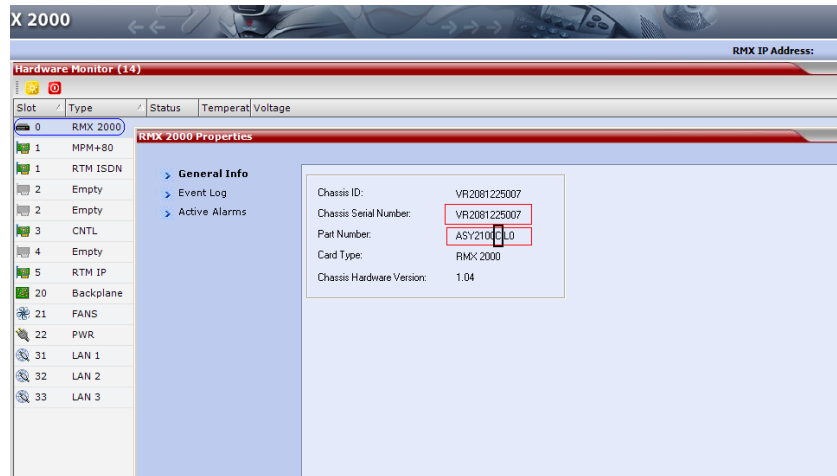 X 2000
RMX IP Address:
Hardware Monitor (14)
Slot Type Status Temperat Voltage
0 RMX 2000
RMX 2000 Properties
1 MPM+80
1 RTM ISDN
2 Empty
2 Empty
3 CNTL
4 Empty
5 RTM IP
20 Backplane
21 FANS
22 PWR
31 LAN 1
32 LAN 2
33 LAN 3
General Info
Event Log
Active Alarms
Chassis ID: VR2081225007
Chassis Serial Number: VR2081225007
Part Number: ASY2100C L0
Card Type: RMX 2000
Chassis Hardware Version: 1.04